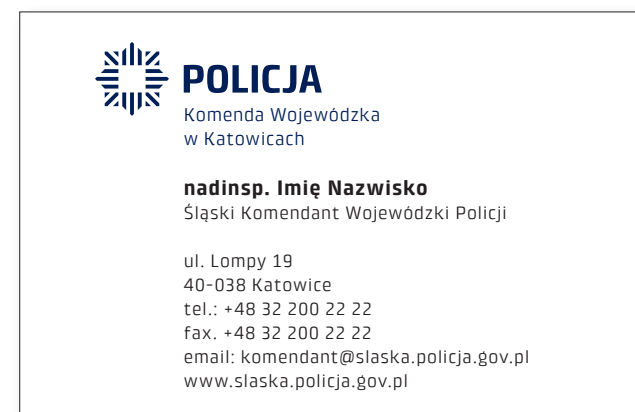 POLICJA
Komenda Wojewódzka
w Katowicach
nadinsp. Imię Nazwisko
Śląski Komendant Wojewódzki Policji
ul. Lompy 19
40-038 Katowice
tel.: +48 32 200 22 22
fax. +48 32 200 22 22
email: komendant@slaska.policja.gov.pl
www.slaska.policja.gov.pl